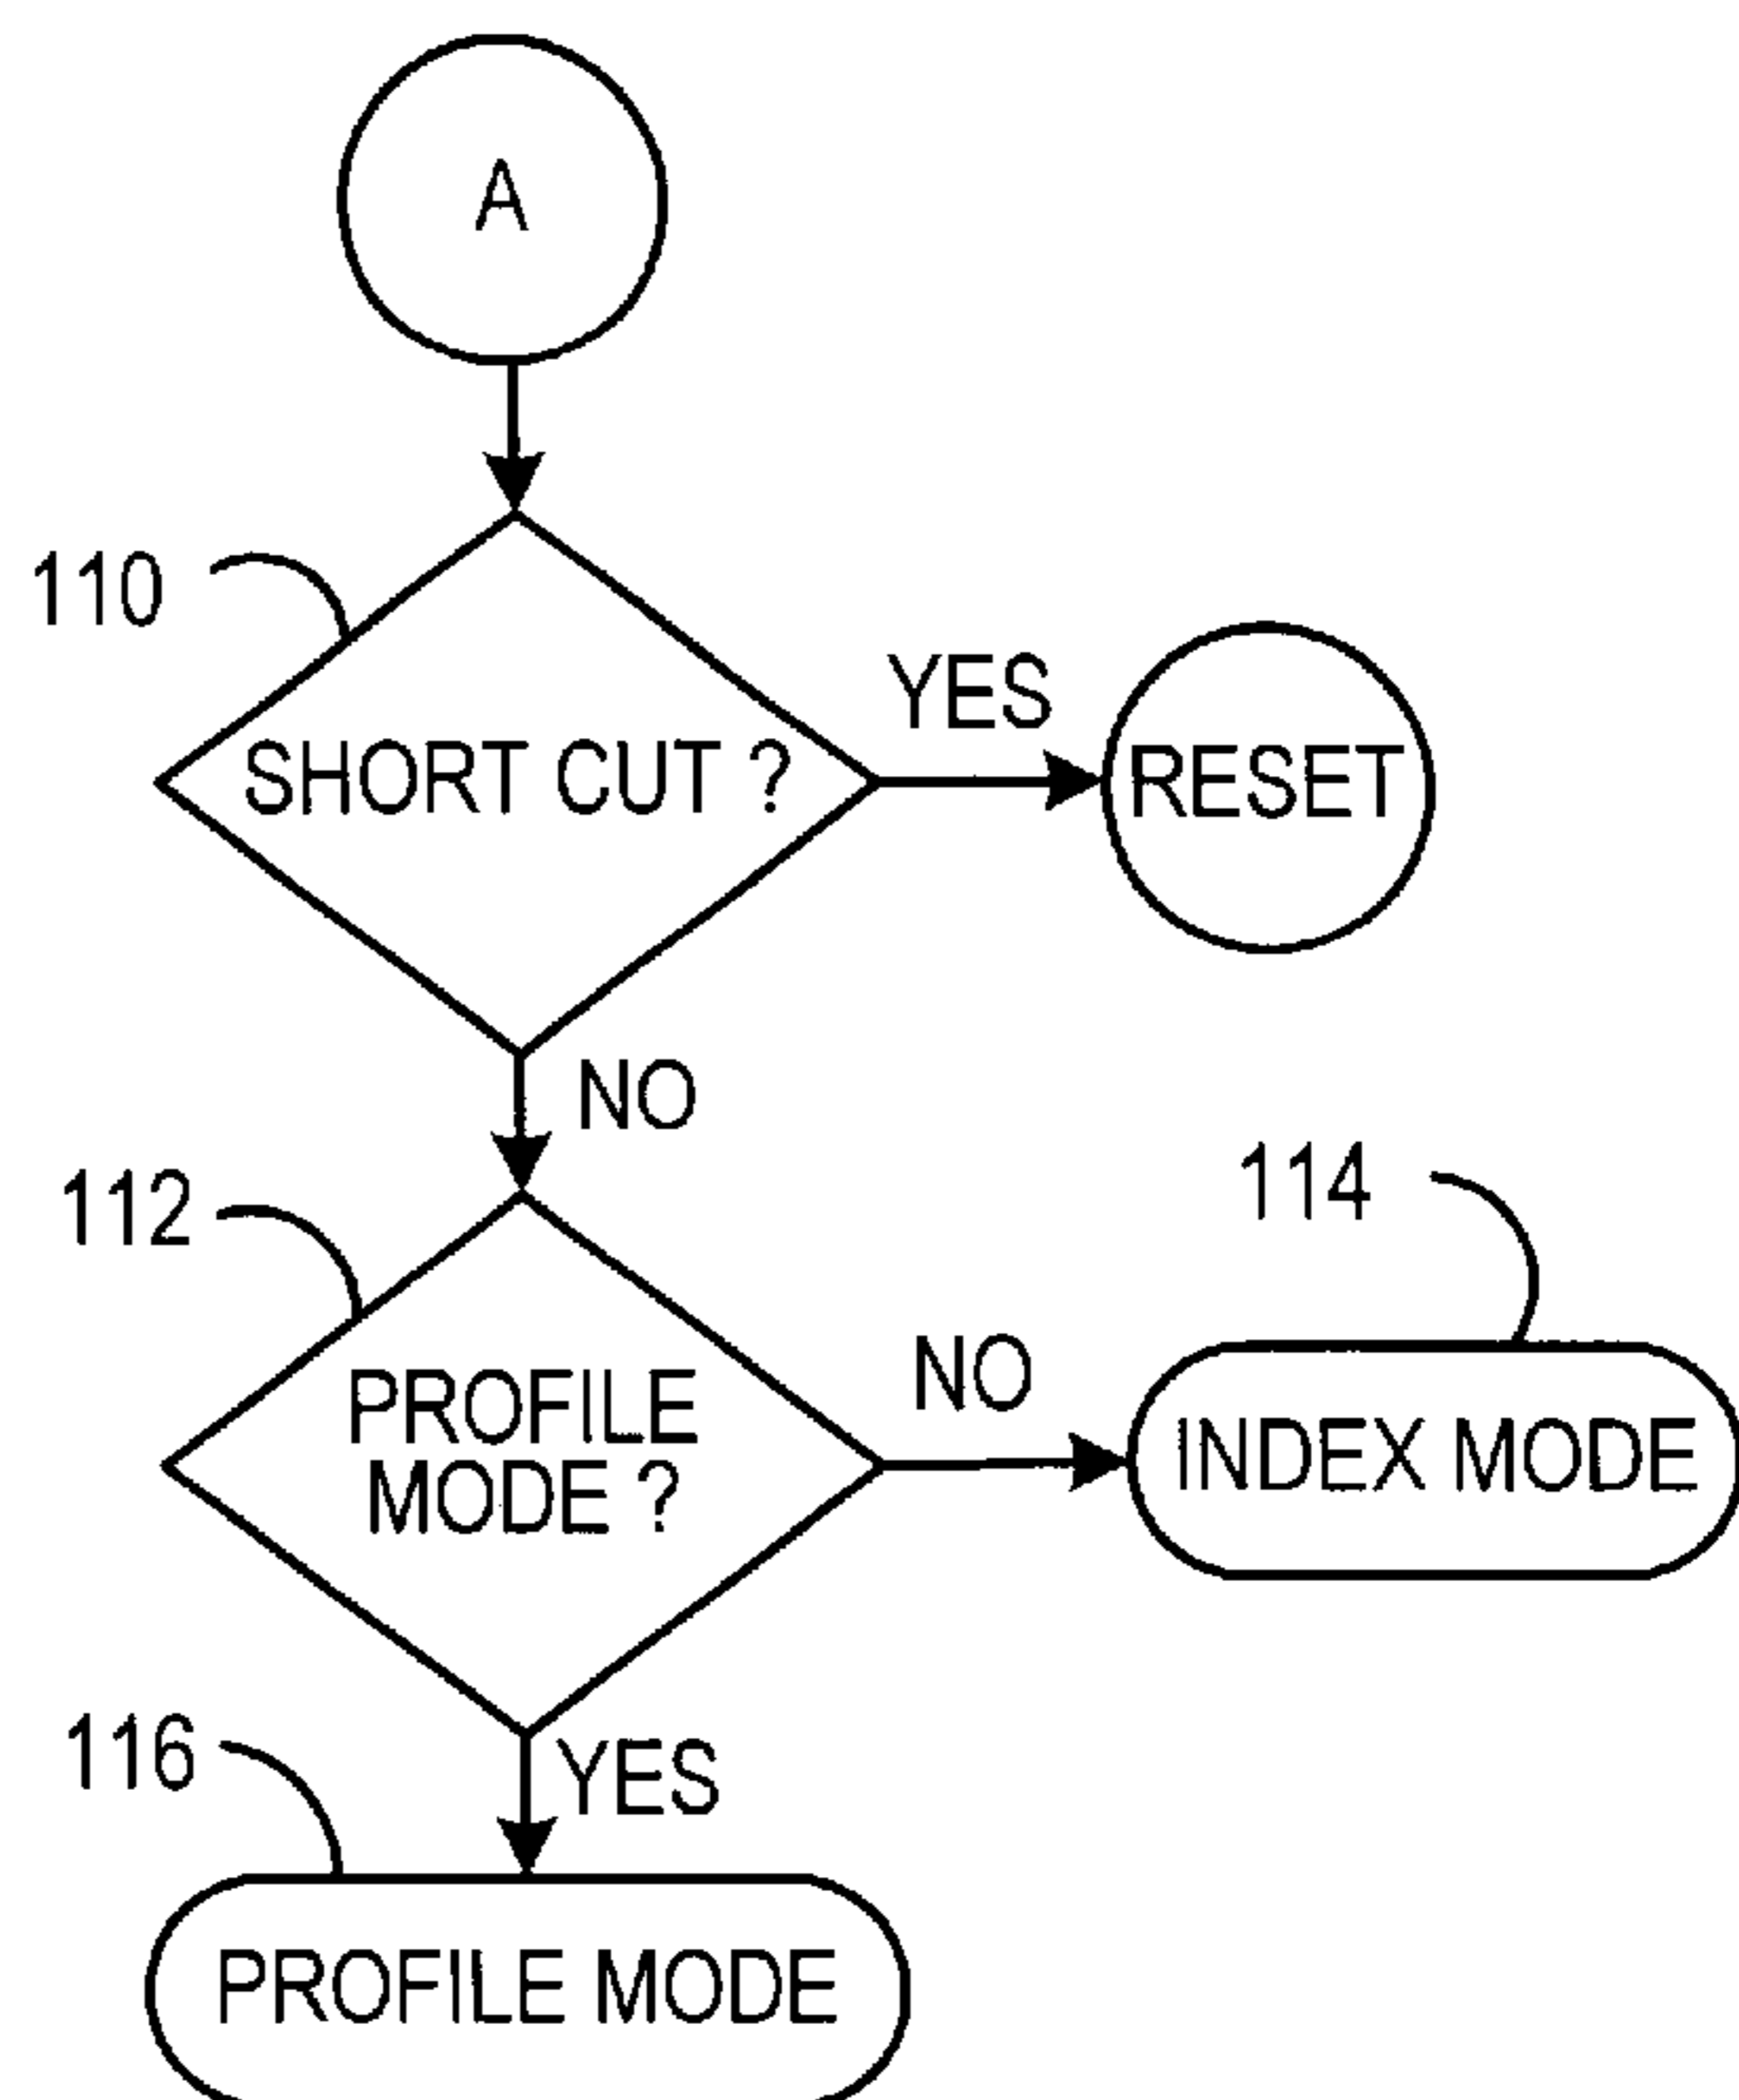 A
110
SHORT CUT ?
YES
RESET
NO
112
PROFILE
MODE ?
NO
114
INDEX MODE
116
YES
PROFILE MODE